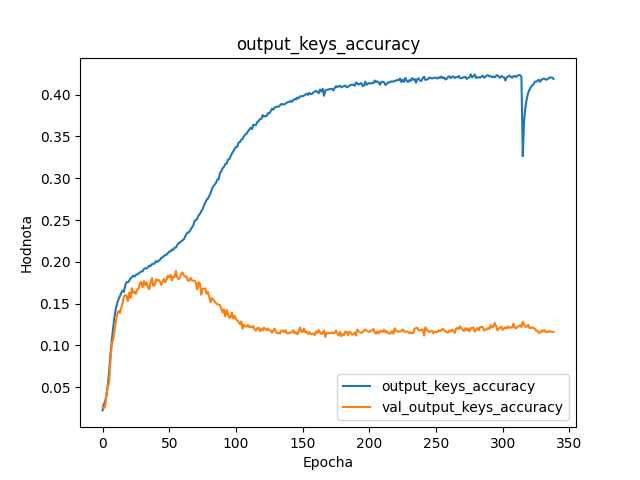 output_keys_accuracy
Hodnota
0.40
0.35
0.30
0.25
0.20
0.15
0.10
0.05
output_keys_accuracy
val_output_keys_accuracy
0 50 100 150 200 250 300 350
Epocha